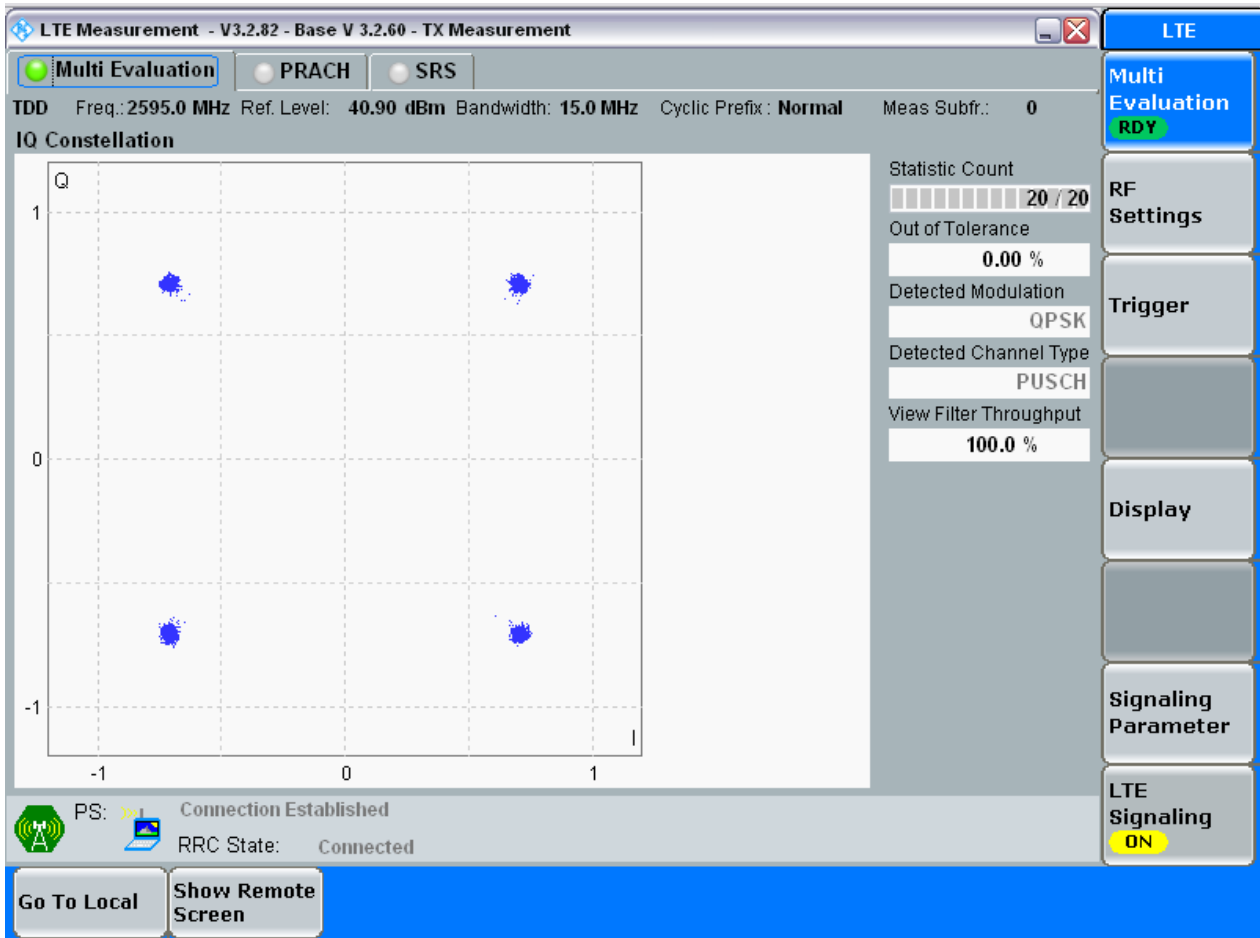 LTE Measurement - V3.2.82 - Base V 3.2.60 - TX Measurement
LTE
Multi Evaluation PRACH SRS
TDD Freq.: 2595.0 MHz Ref. Level: 40.90 dBm Bandwidth: 15.0 MHz Cyclic Prefix : Normal Meas Subfr.: 0
IQ Constellation
Q
1
0
-1
I
-1 0 1
Statistic Count
20 / 20
Out of Tolerance
0.00 %
Detected Modulation
QPSK
Detected Channel Type
PUSCH
View Filter Throughput
100.0 %
Multi
Evaluation
RDY
RF
Settings
Trigger
Display
Signaling
Parameter
LTE
Signaling
ON
PS: Connection Established
RRC State: Connected
Go To Local
Show Remote
Screen